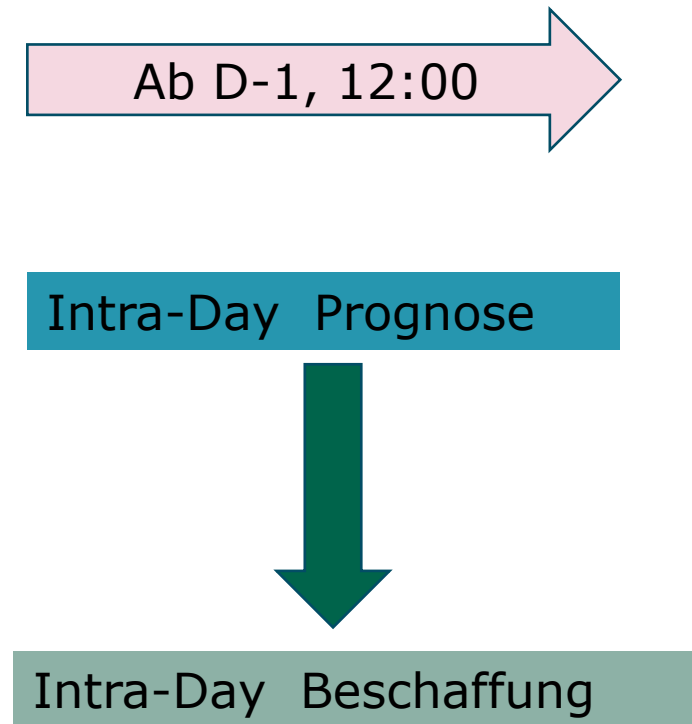 Ab D-1, 12:00
Intra-Day Prognose
Intra-Day Beschaffung